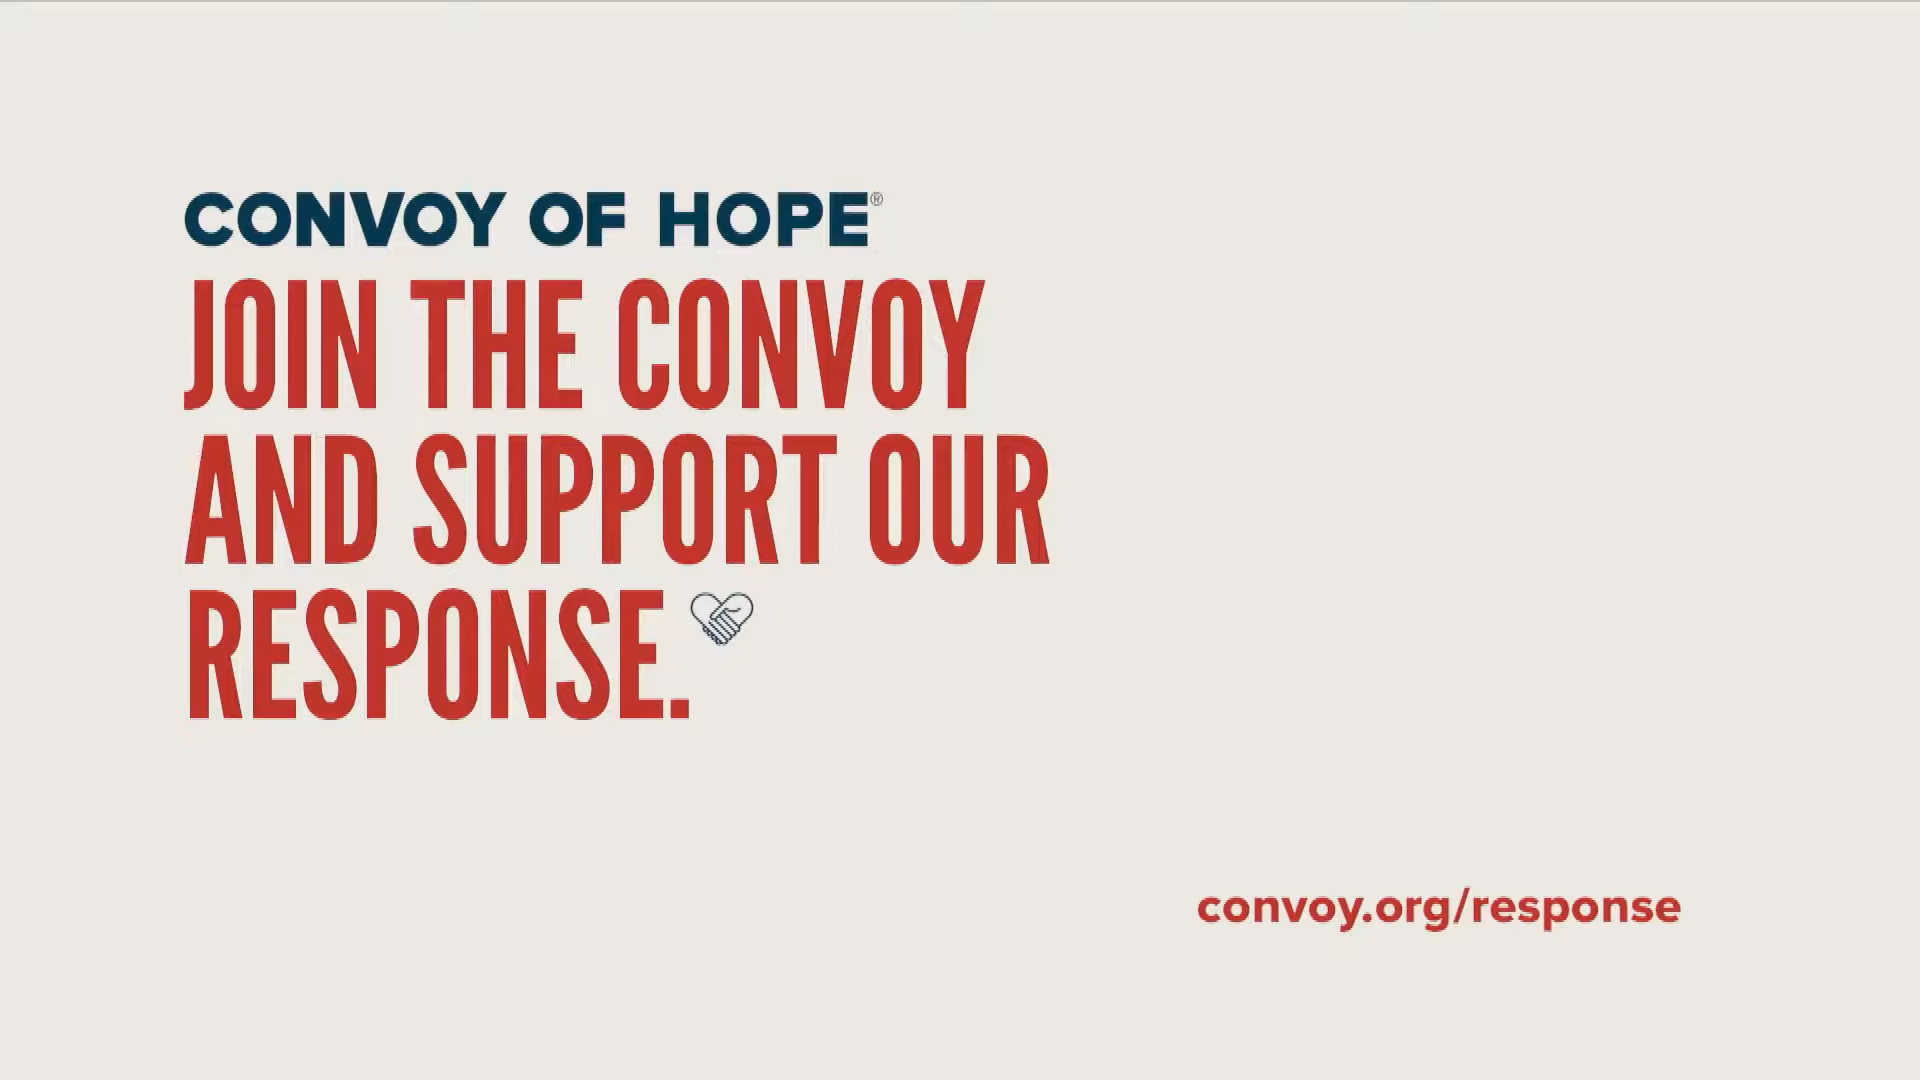 CONVOY OF HOPE®
JOIN THE CONVOY
AND SUPPORT OUR
RESPONSE.
convoy.org/response